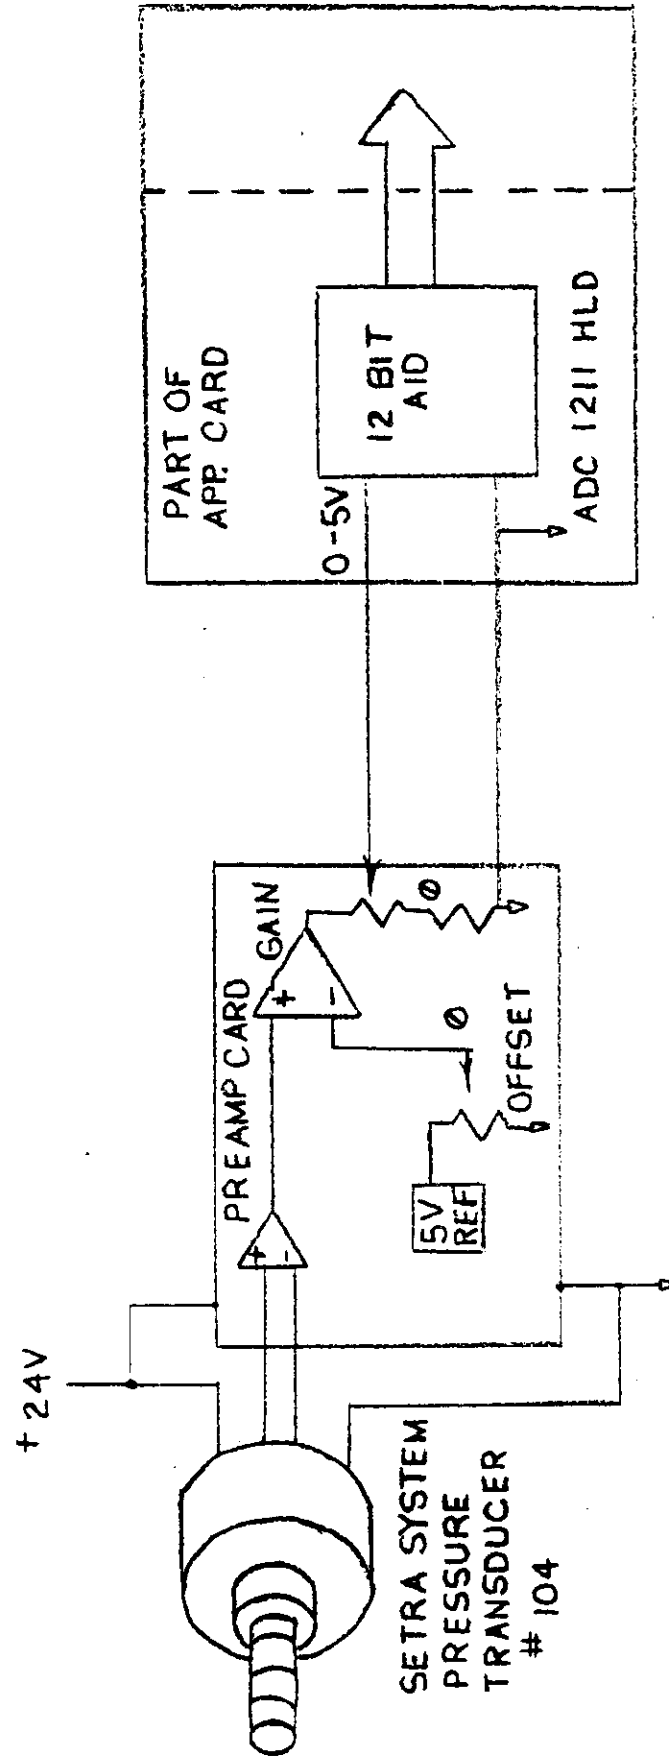 +24V
SETRA SYSTEM
PRESSURE
TRANSDUCER
# 104
PREAMP CARD
+
-
5V
REF
OFFSET
GAIN
+
-
0-5V
PART OF
APP. CARD
12 BIT
A/D
ADC 1211 HLD